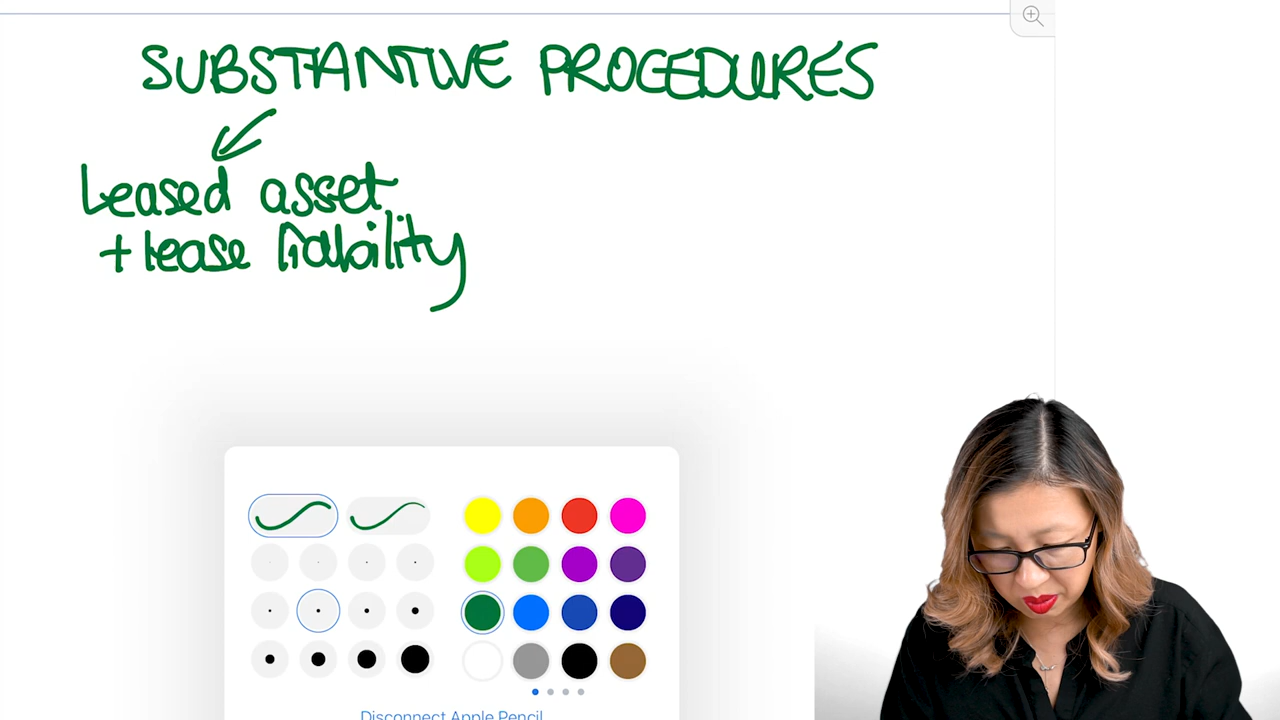 SUBSTANTIVE PROCEDURES
Leased asset
+ lease liability
Disconnect Apple Pencil